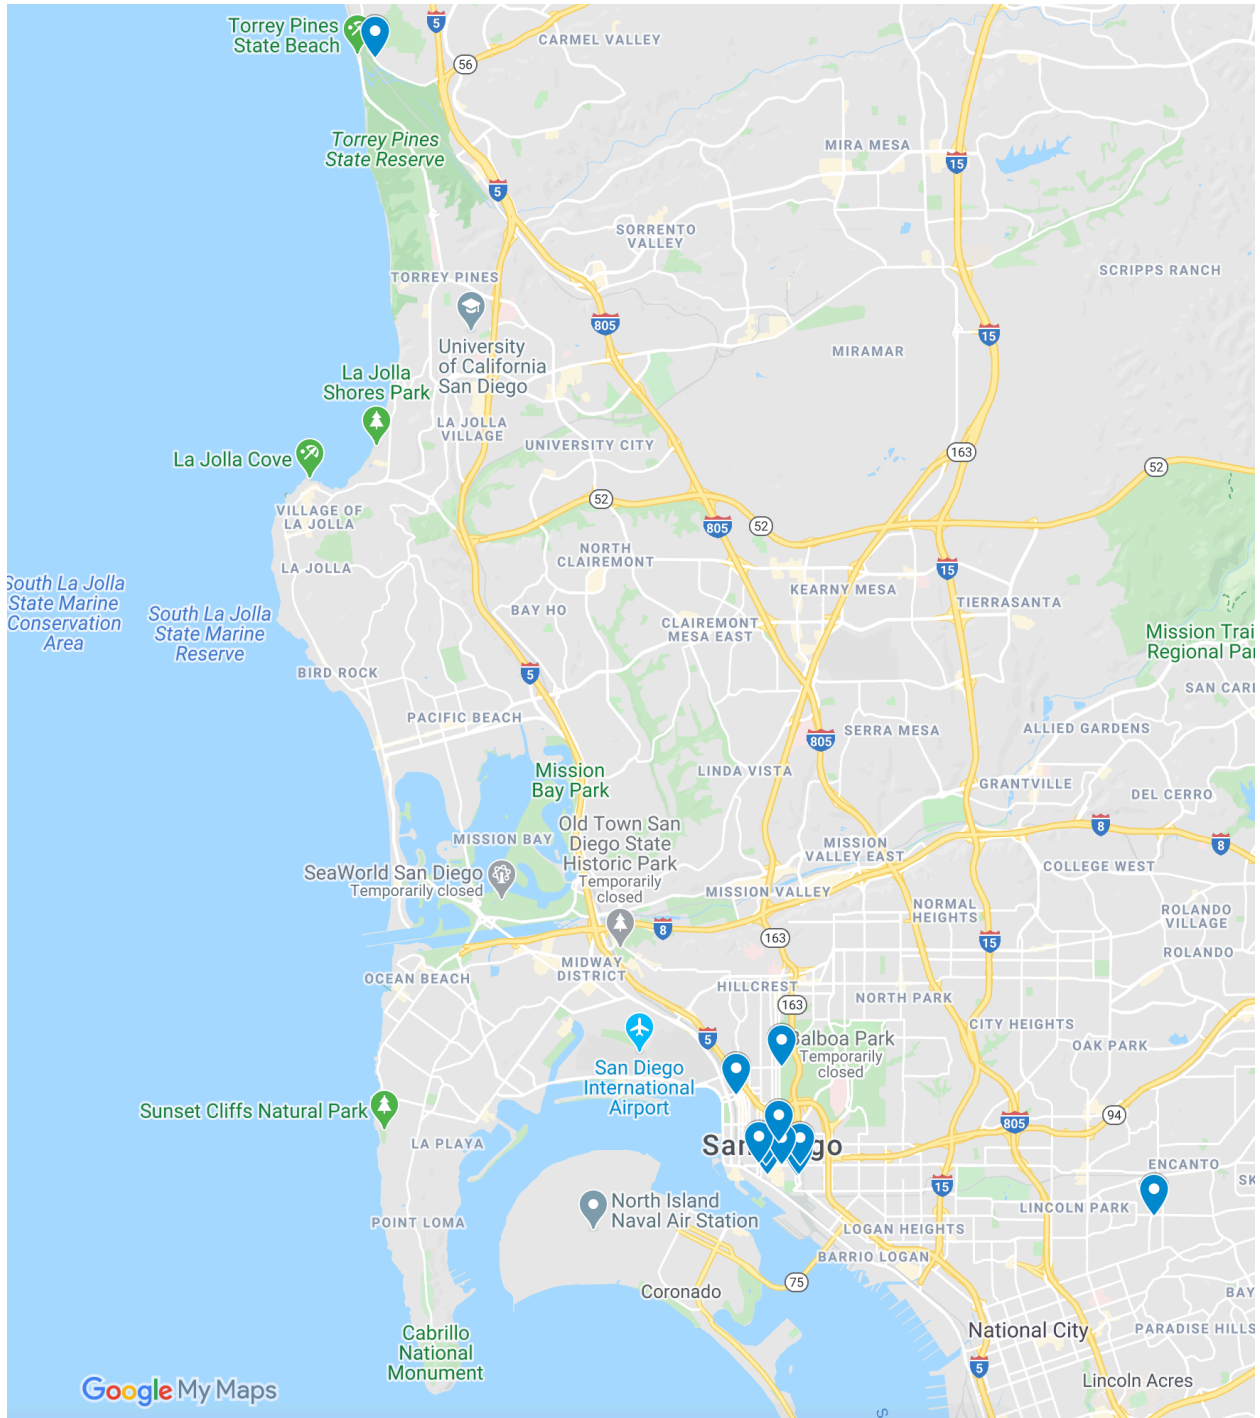 Torrey Pines
State Beach
5
CARMEL VALLEY
56
Torrey Pines
State Reserve
MIRA MESA
15
5
SORRENTO
VALLEY
TORREY PINES
SCRIPPS RANCH
805
15
University
of California
San Diego
MIRAMAR
La Jolla
Shores Park
LA JOLLA
VILLAGE
UNIVERSITY CITY
163
La Jolla Cove
52
52
VILLAGE OF
LA JOLLA
805
52
NORTH
CLAIREMONT
LA JOLLA
15
South La Jolla
State Marine
Conservation
Area
South La Jolla
State Marine
Reserve
BAY HO
KEARNY MESA
TIERRASANTA
CLAIREMONT
MESA EAST
Mission Trai
Regional Par
BIRD ROCK
5
SAN CARL
PACIFIC BEACH
805
SERRA MESA
ALLIED GARDENS
Mission
Bay Park
LINDA VISTA
GRANTVILLE
DEL CERRO
MISSION BAY
Old Town San
Diego State
Historic Park
Temporarily
closed
MISSION
VALLEY EAST
8
8
SeaWorld San Diego
Temporarily closed
COLLEGE WEST
MISSION VALLEY
NORMAL
HEIGHTS
ROLANDO
VILLAGE
8
163
15
ROLANDO
OCEAN BEACH
MIDWAY
DISTRICT
HILLCREST
163
NORTH PARK
CITY HEIGHTS
5
Balboa Park
Temporarily
closed
OAK PARK
San Diego
International
Airport
Sunset Cliffs Natural Park
94
805
LA PLAYA
San
go
ENCANTO
SK
15
North Island
Naval Air Station
LINCOLN PARK
POINT LOMA
LOGAN HEIGHTS
BARRIO LOGAN
75
Coronado
BAY
Cabrillo
National
Monument
National City
PARADISE HILLS
5
Lincoln Acres
Google My Maps
S